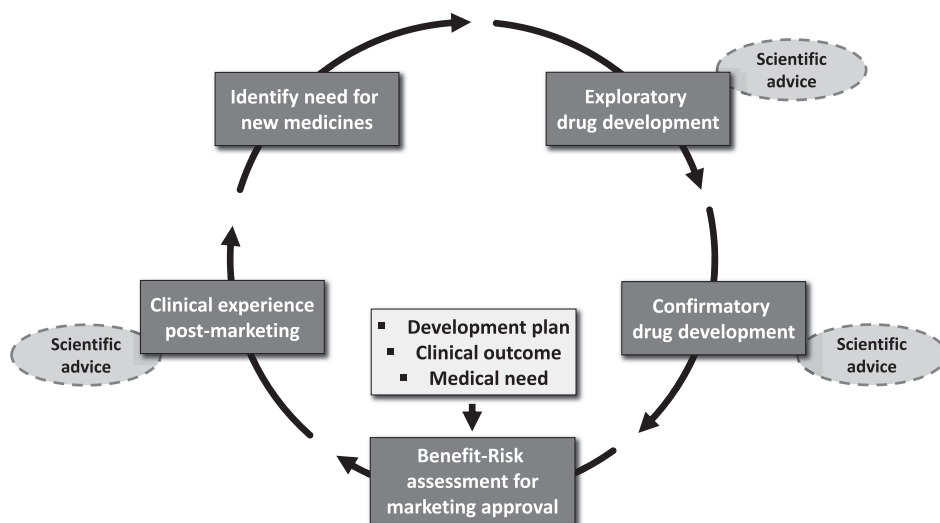 Scientific
advice
Identify need for
new medicines
Exploratory
drug development
Clinical experience
post-marketing
▪ Development plan
▪ Clinical outcome
▪ Medical need
Confirmatory
drug development
Scientific
advice
Scientific
advice
Benefit-Risk
assessment for
marketing approval